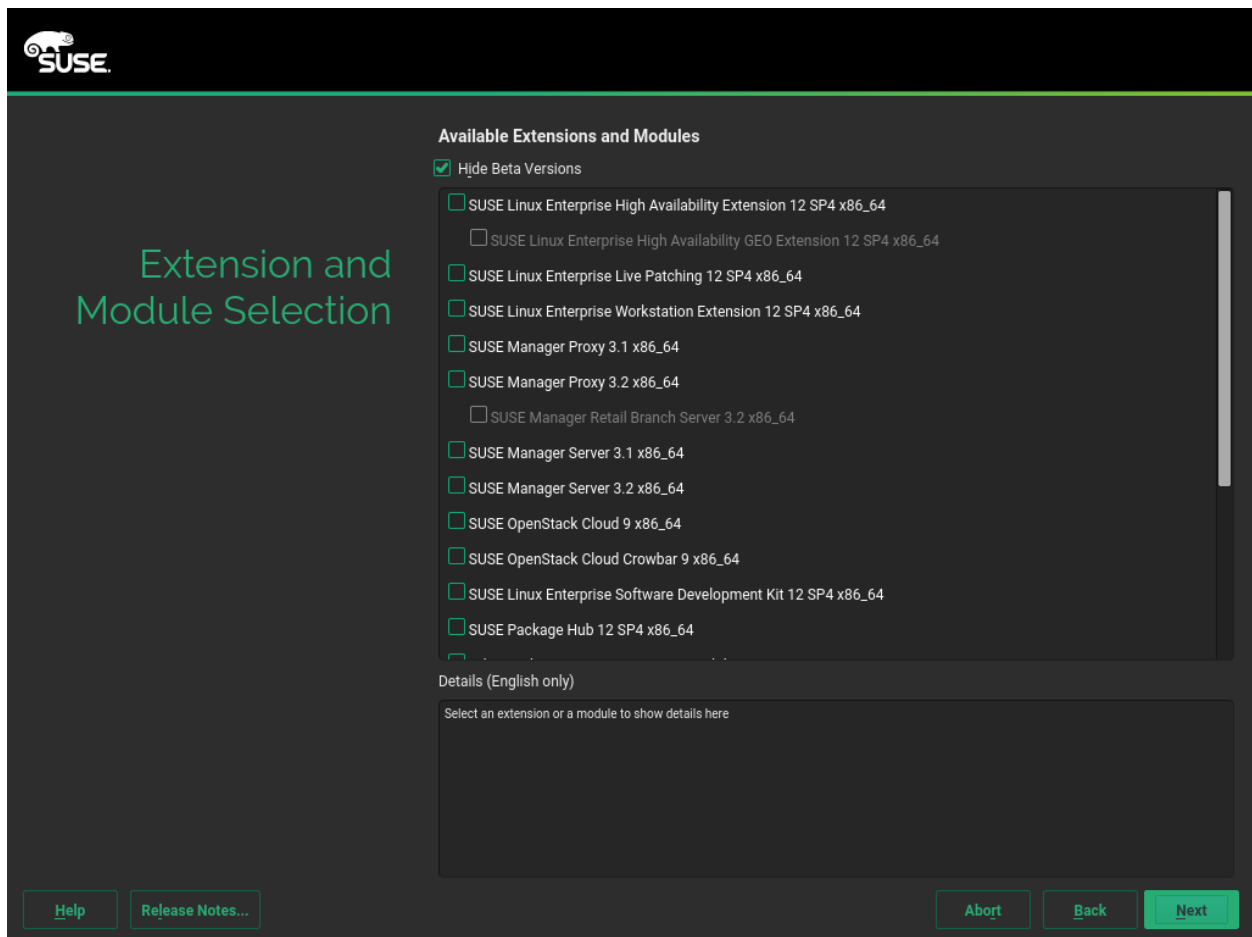 SUSE.
Available Extensions and Modules
Hide Beta Versions
SUSE Linux Enterprise High Availability Extension 12 SP4 x86_64
SUSE Linux Enterprise High Availability GEO Extension 12 SP4 x86_64
Extension and
Module Selection
SUSE Linux Enterprise Live Patching 12 SP4 x86_64
SUSE Linux Enterprise Workstation Extension 12 SP4 x86_64
SUSE Manager Proxy 3.1 x86_64
SUSE Manager Proxy 3.2 x86_64
SUSE Manager Retail Branch Server 3.2 x86_64
SUSE Manager Server 3.1 x86_64
SUSE Manager Server 3.2 x86_64
SUSE OpenStack Cloud 9 x86_64
SUSE OpenStack Cloud Crowbar 9 x86_64
SUSE Linux Enterprise Software Development Kit 12 SP4 x86_64
SUSE Package Hub 12 SP4 x86_64
Details (English only)
Select an extension or a module to show details here
Help
Release Notes...
Abort
Back
Next